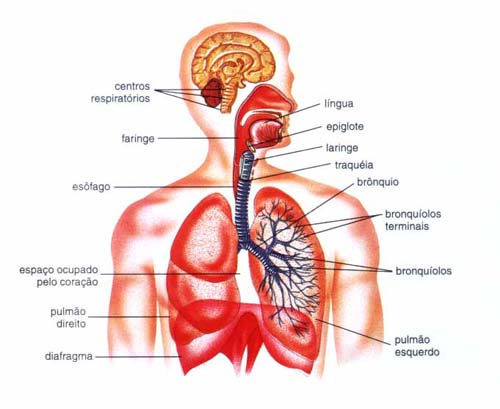 centros
respiratórios
faringe
esôfago
espaço ocupado
pelo coração
pulmão
direito
diafragma
língua
epiglote
laringe
traquéia
brônquio
bronquíolos
terminais
bronquíolos
pulmão
esquerdo